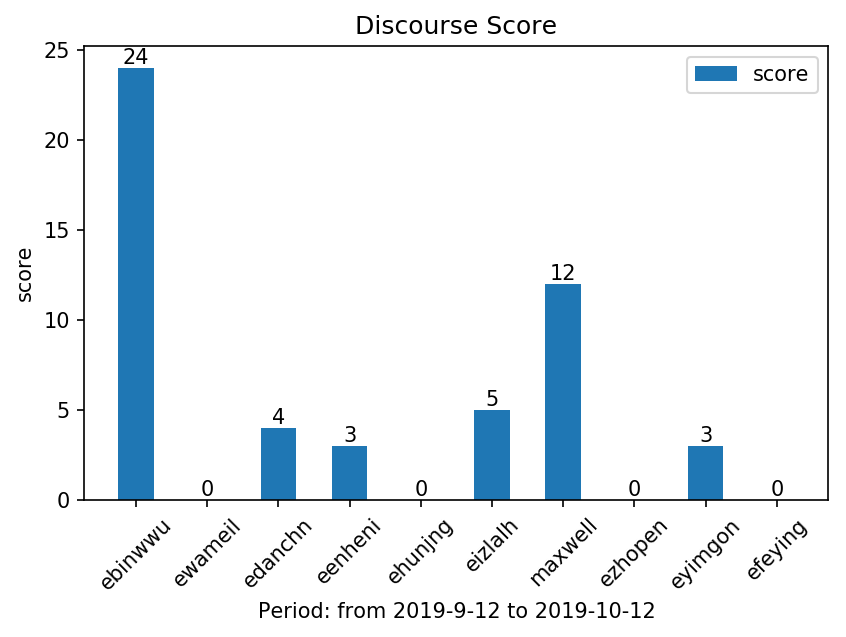 Discourse Score
score
25
20
15
10
5
0
score
24
0
4
3
0
5
12
0
3
0
ebinwwu
ewameil
edanchn
eenheni
ehunjng
eizlalh
maxwell
ezhopen
eyimgon
efeying
Period: from 2019-9-12 to 2019-10-12